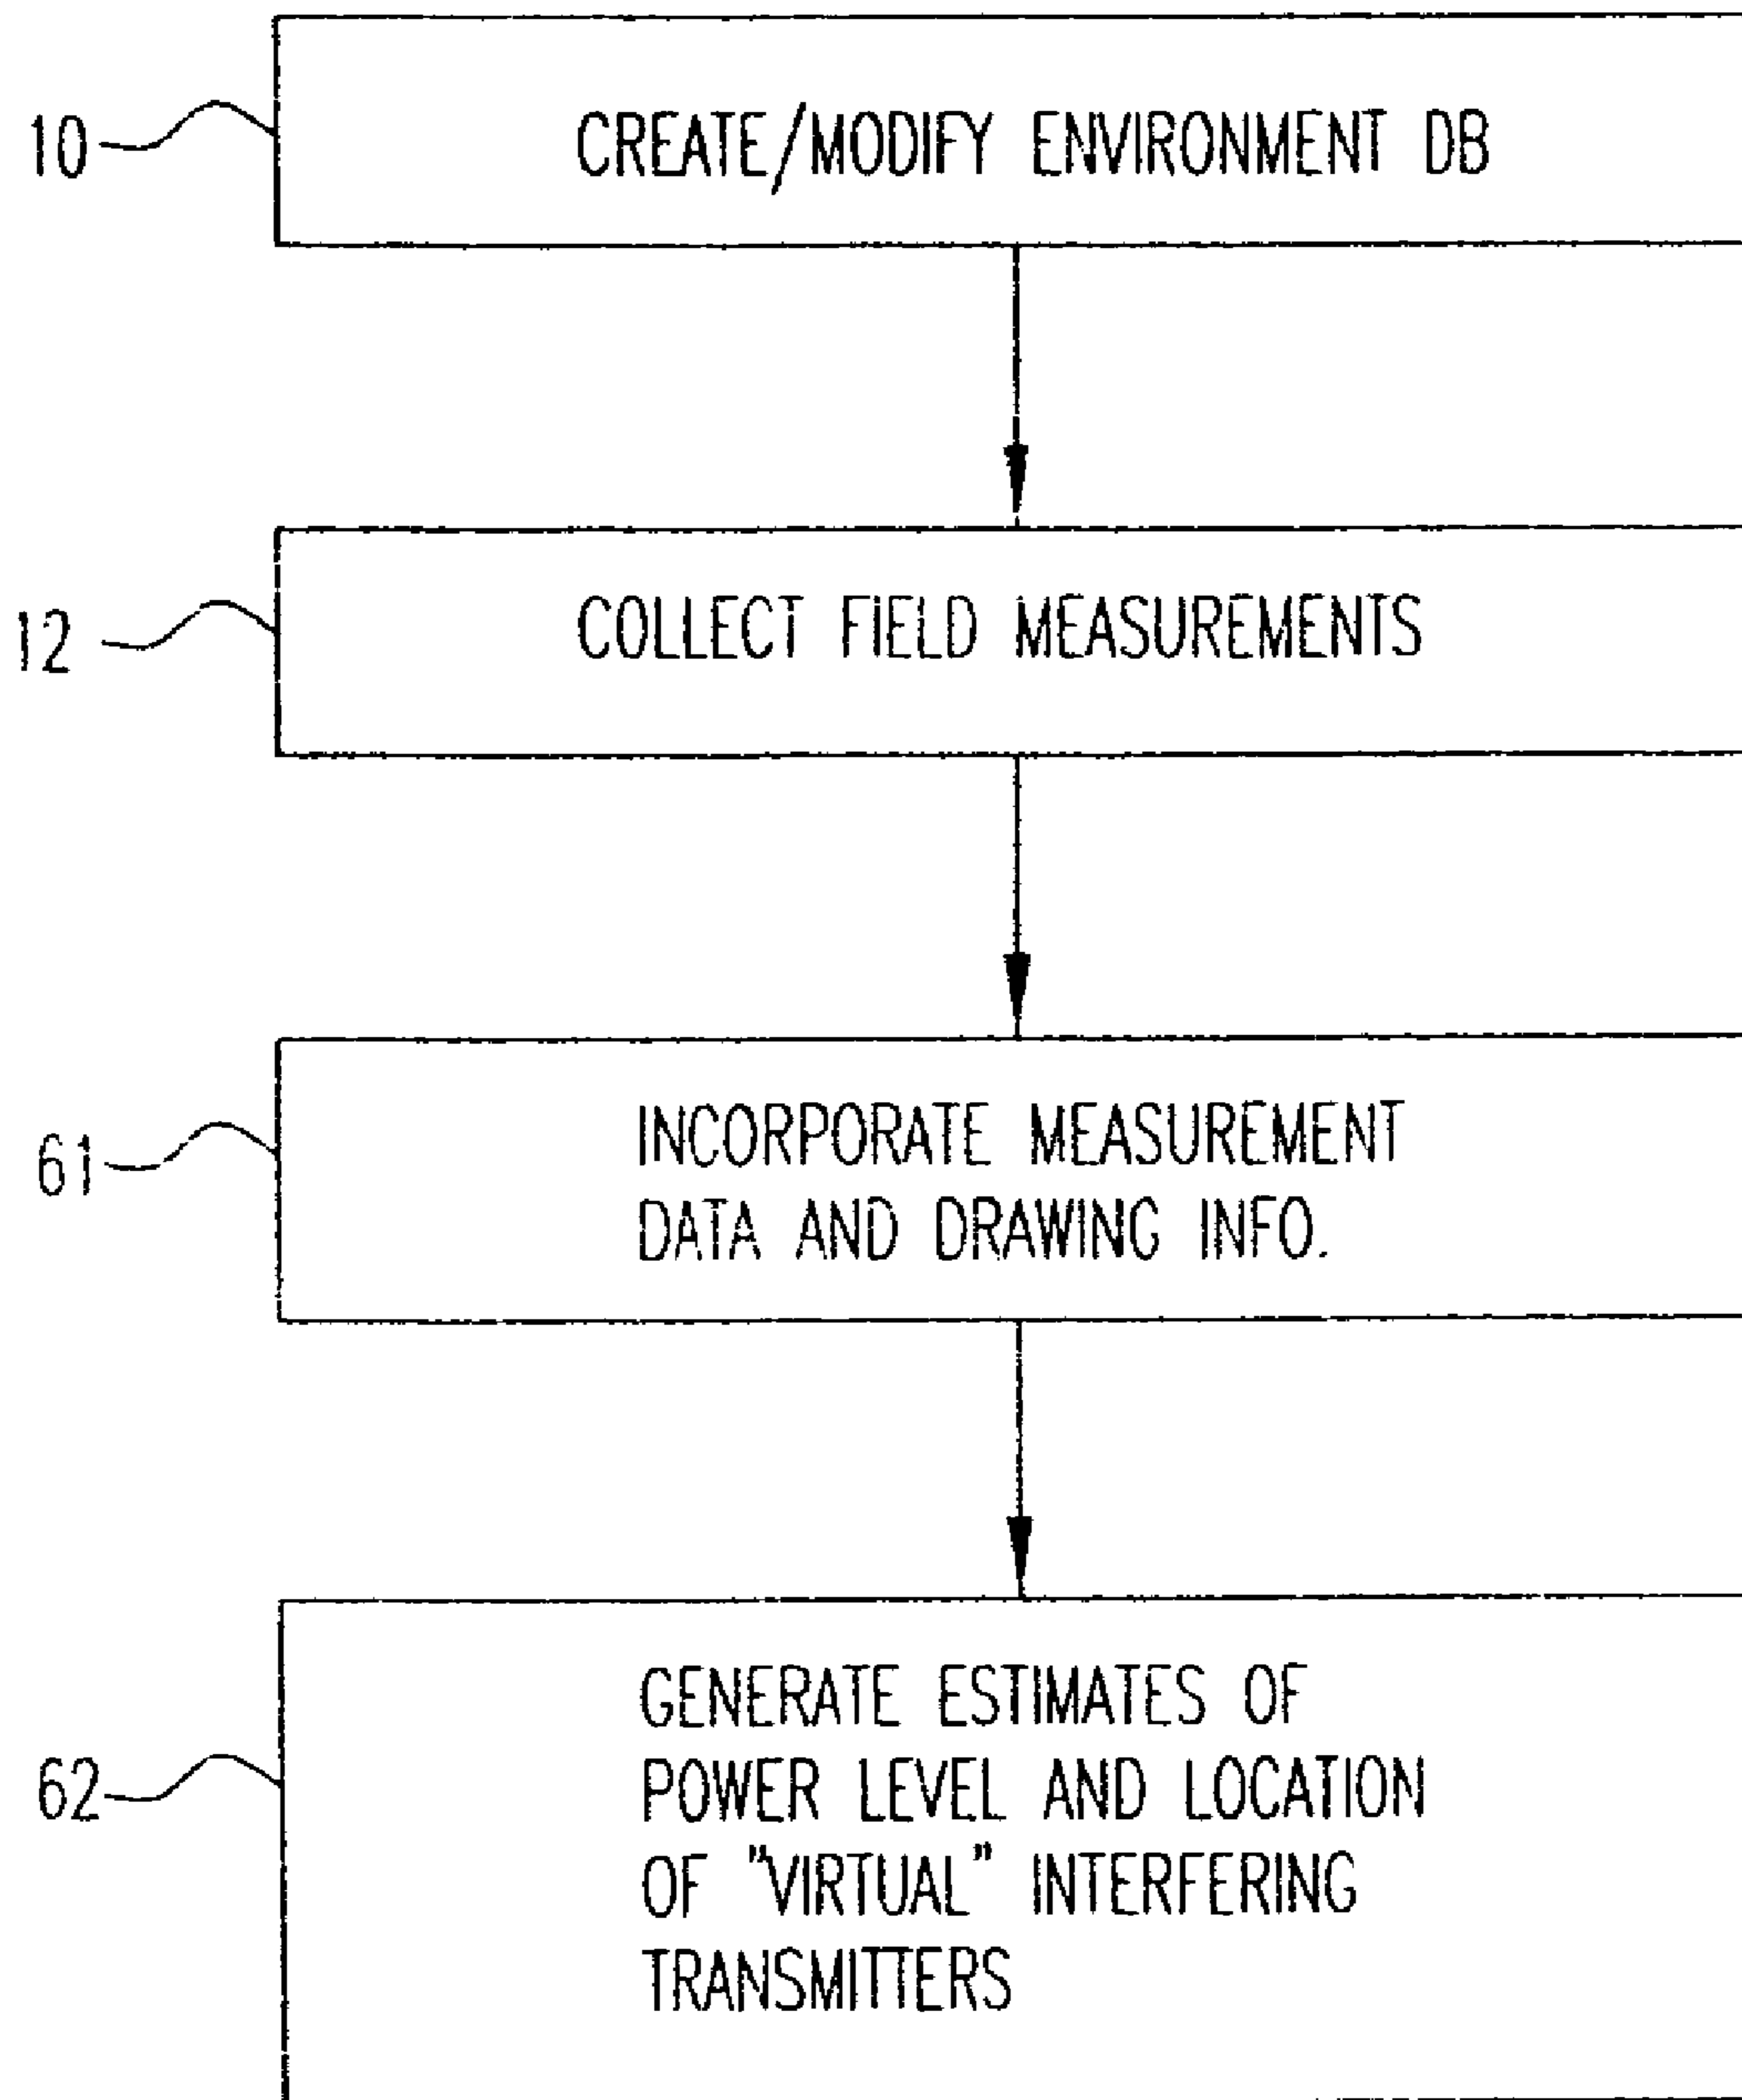 10
CREATE/MODIFY ENVIRONMENT DB
12
COLLECT FIELD MEASUREMENTS
61
INCORPORATE MEASUREMENT
DATA AND DRAWING INFO.
62
GENERATE ESTIMATES OF
POWER LEVEL AND LOCATION
OF "VIRTUAL" INTERFERING
TRANSMITTERS